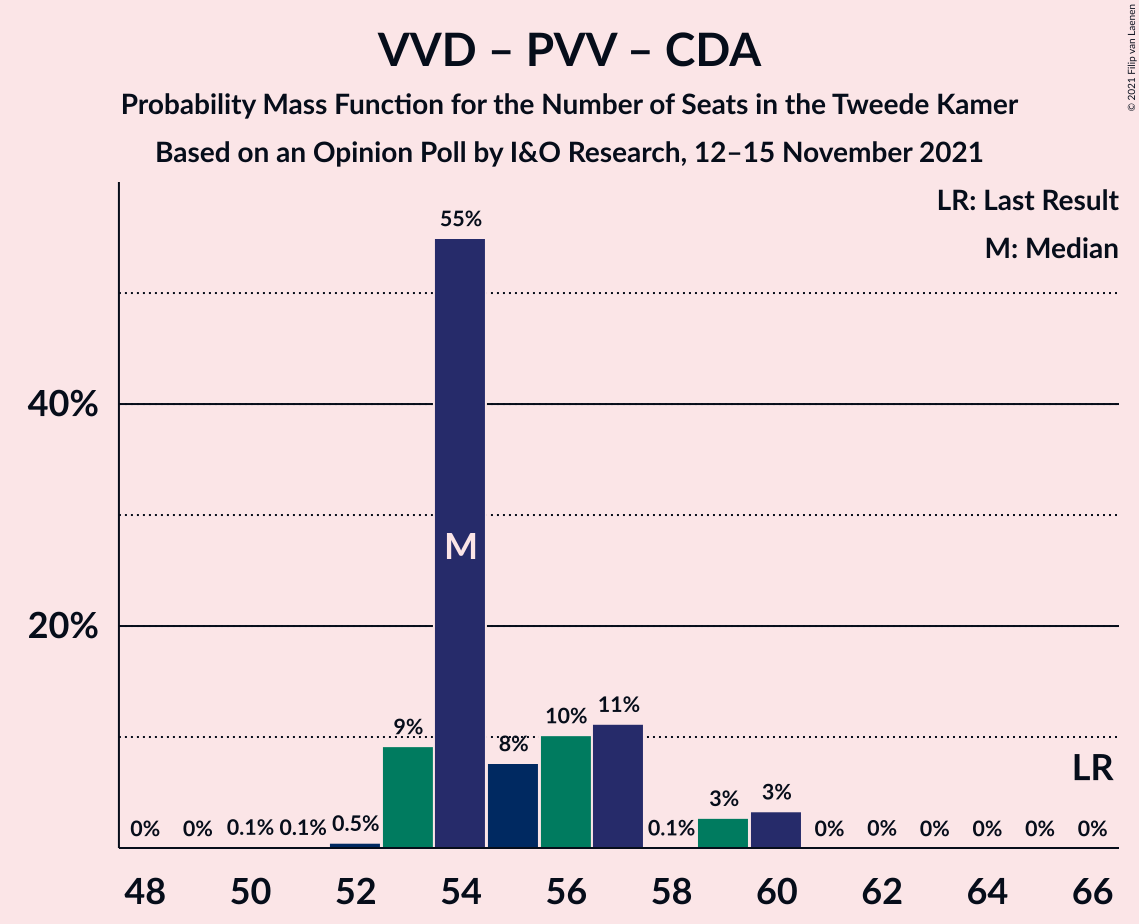 VVD – PVV – CDA
Probability Mass Function for the Number of Seats in the Tweede Kamer
Based on an Opinion Poll by I&O Research, 12–15 November 2021
© 2021 Filip van Laenen
LR: Last Result
M: Median
55%
40%
M
20%
11%
10%
9%
8%
LR
3%
3%
0% 0% 0.1% 0.1% 0.5% 0.1% 0% 0% 0% 0% 0% 0%
48 50 52 54 56 58 60 62 64 66